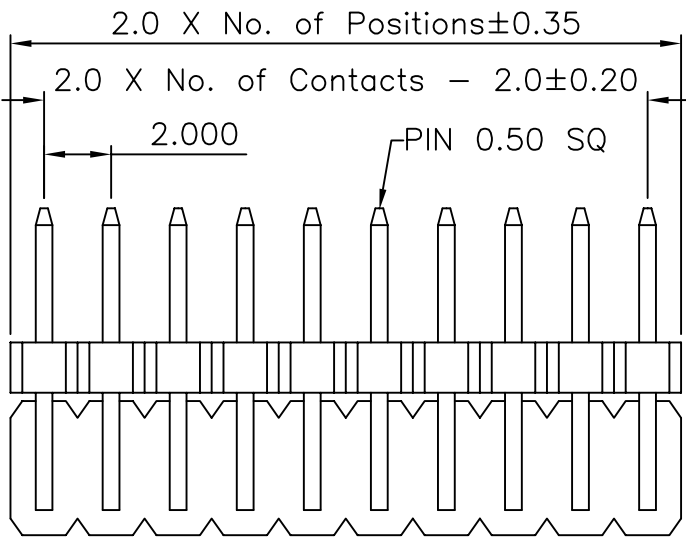 2.0 X No. of Positions±0.35
2.0 X No. of Contacts – 2.0±0.20
2.000
PIN 0.50 SQ